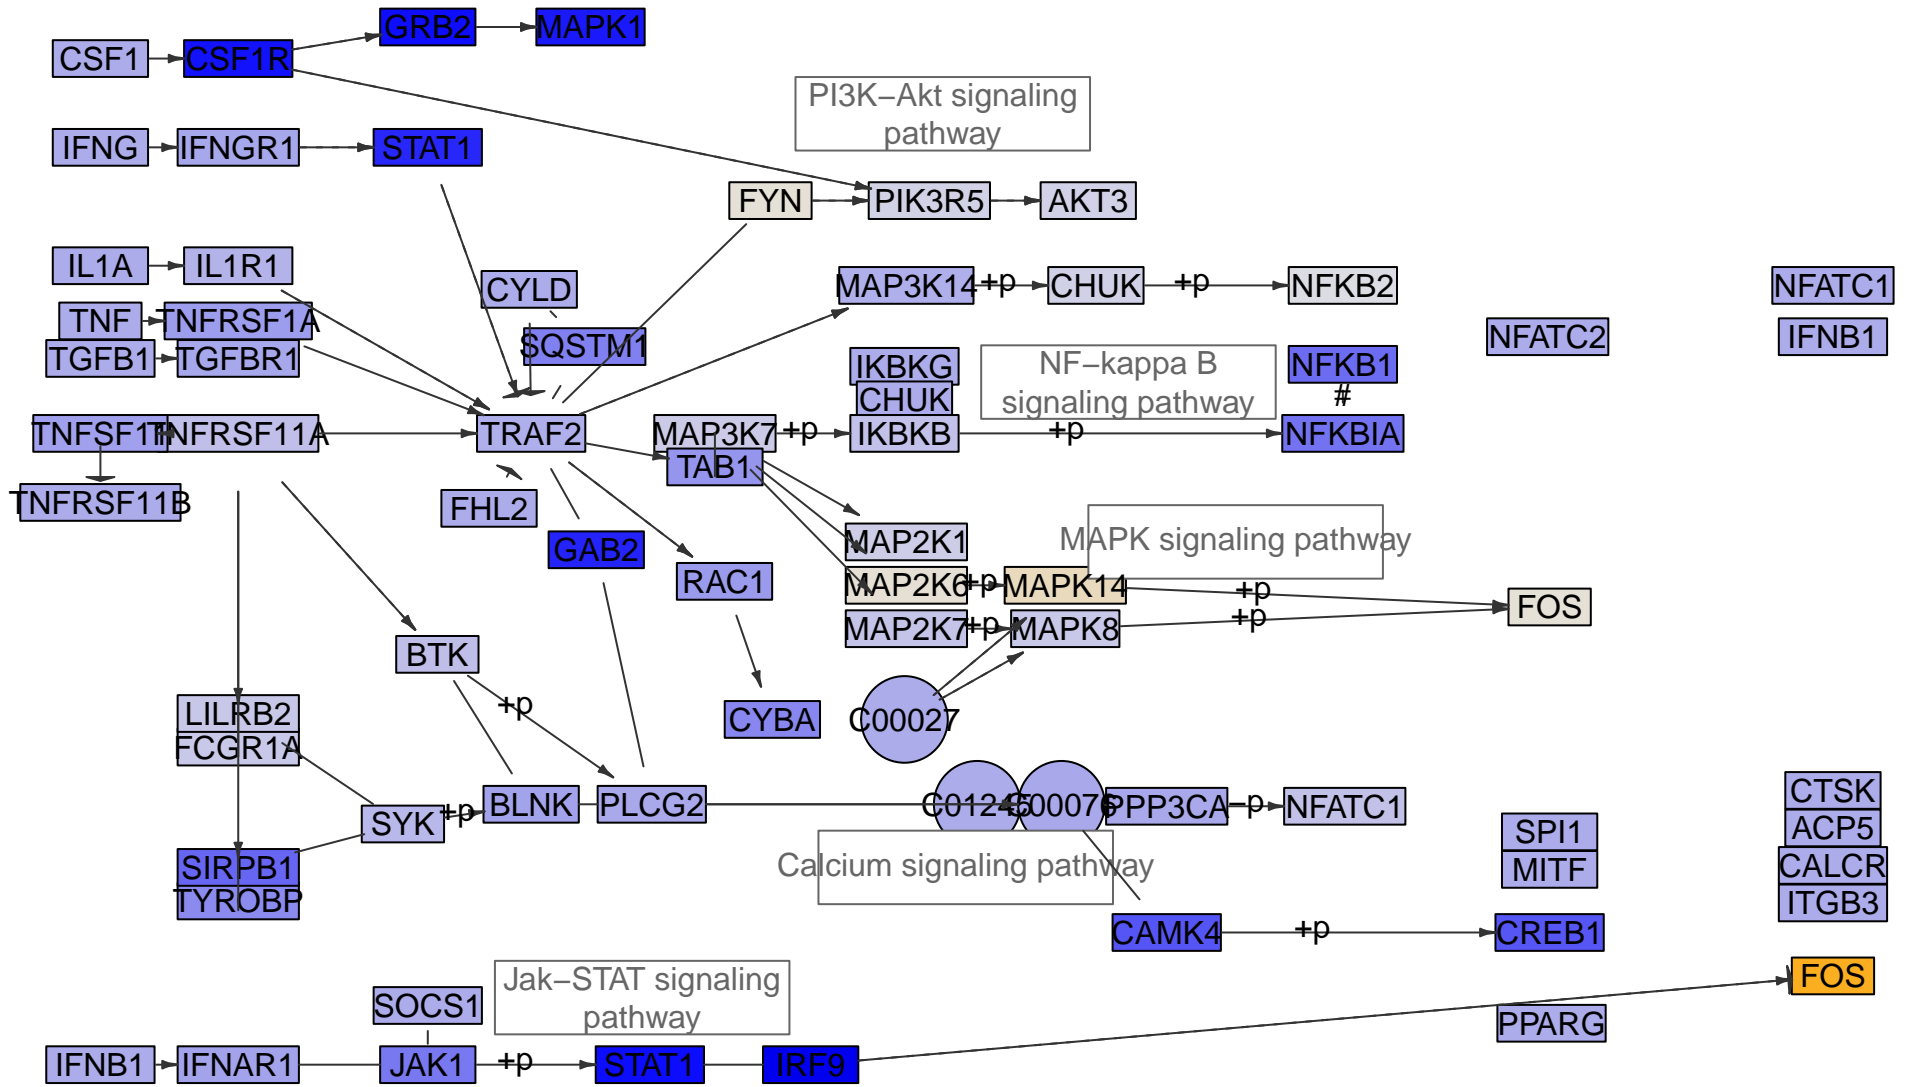 GRB2
MAPK1
CSF1
CSF1R
PI3K−Akt signaling
pathway
IFNG
IFNGR1
STAT1
FYN
PIK3R5
AKT3
IL1A
IL1R1
CYLD
MAP3K14
+p
CHUK
+p
NFKB2
NFATC1
TNF
TNFRSF1A
SQSTM1
NFATC2
IFNB1
TGFB1
TGFBR1
IKBKG
NF−kappa B
signaling pathway
NFKB1
CHUK
#
TNFRSF11A
TRAF2
MAP3K7
+p
IKBKB
+p
NFKBIA
TAB1
TNFRSF11B
FHL2
GAB2
MAP2K1
MAPK signaling pathway
RAC1
MAP2K6
+p
MAPK14
+p
FOS
MAP2K7
+p
MAPK8
+p
BTK
+p
LILRB2
CYBA
C00027
FCGR1A
SYK
+p
BLNK
PLCG2
C01245
C00076
PPP3CA
−p
NFATC1
CTSK
SPI1
ACP5
SIRPB1
Calcium signaling pathway
MITF
CALCR
TYROBP
ITGB3
CAMK4
+p
CREB1
Jak−STAT signaling
pathway
FOS
SOCS1
PPARG
IFNB1
IFNAR1
JAK1
+p
STAT1
IRF9